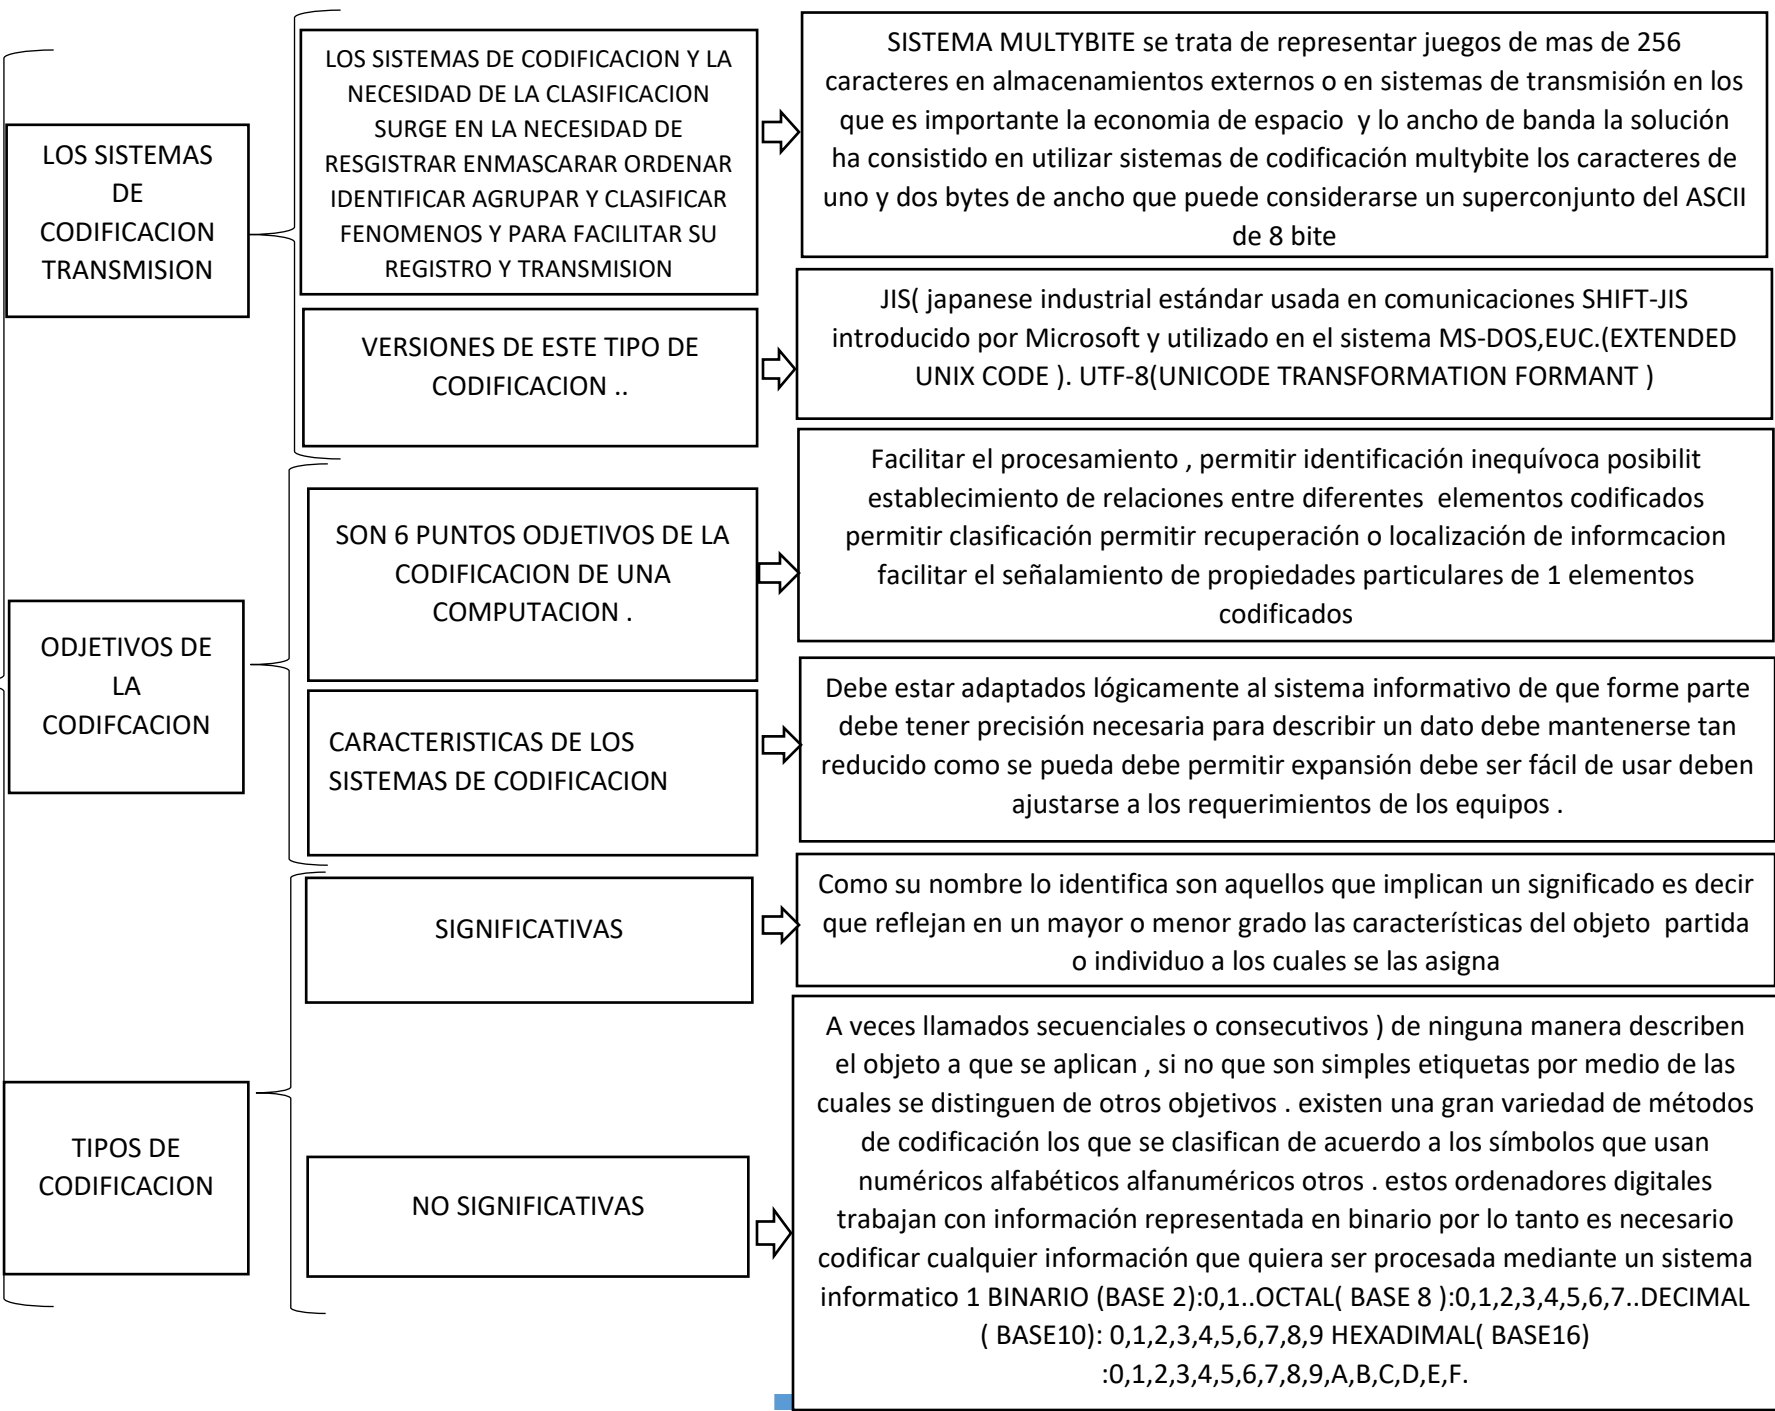 LOS SISTEMAS
DE
CODIFICACION
TRANSMISION
LOS SISTEMAS DE CODIFICACION Y LA
NECESIDAD DE LA CLASIFICACION
SURGE EN LA NECESIDAD DE
RESGISTRAR ENMASCARAR ORDENAR
IDENTIFICAR AGRUPAR Y CLASIFICAR
FENOMENOS Y PARA FACILITAR SU
REGISTRO Y TRANSMISION
SISTEMA MULTYBITE se trata de representar juegos de mas de 256
caracteres en almacenamientos externos o en sistemas de transmisión en los
que es importante la economia de espacio y lo ancho de banda la solución
ha consistido en utilizar sistemas de codificación multybite los caracteres de
uno y dos bytes de ancho que puede considerarse un superconjunto del ASCII
de 8 bite
VERSIONES DE ESTE TIPO DE
CODIFICACION ..
JIS( japanese industrial estándar usada en comunicaciones SHIFT-JIS
introducido por Microsoft y utilizado en el sistema MS-DOS,EUC.(EXTENDED
UNIX CODE ). UTF-8(UNICODE TRANSFORMATION FORMANT )
ODJETIVOS DE
LA
CODIFCACION
SON 6 PUNTOS ODJETIVOS DE LA
CODIFICACION DE UNA
COMPUTACION .
Facilitar el procesamiento , permitir identificación inequívoca posibilit
establecimiento de relaciones entre diferentes elementos codificados
permitir clasificación permitir recuperación o localización de informcacion
facilitar el señalamiento de propiedades particulares de 1 elementos
codificados
CARACTERISTICAS DE LOS
SISTEMAS DE CODIFICACION
Debe estar adaptados lógicamente al sistema informativo de que forme parte
debe tener precisión necesaria para describir un dato debe mantenerse tan
reducido como se pueda debe permitir expansión debe ser fácil de usar deben
ajustarse a los requerimientos de los equipos .
TIPOS DE
CODIFICACION
SIGNIFICATIVAS
Como su nombre lo identifica son aquellos que implican un significado es decir
que reflejan en un mayor o menor grado las características del objeto partida
o individuo a los cuales se las asigna
NO SIGNIFICATIVAS
A veces llamados secuenciales o consecutivos ) de ninguna manera describen
el objeto a que se aplican , si no que son simples etiquetas por medio de las
cuales se distinguen de otros objetivos . existen una gran variedad de métodos
de codificación los que se clasifican de acuerdo a los símbolos que usan
numéricos alfabéticos alfanuméricos otros . estos ordenadores digitales
trabajan con información representada en binario por lo tanto es necesario
codificar cualquier información que quiera ser procesada mediante un sistema
informatico 1 BINARIO (BASE 2):0,1..OCTAL( BASE 8 ):0,1,2,3,4,5,6,7..DECIMAL
( BASE10): 0,1,2,3,4,5,6,7,8,9 HEXADIMAL( BASE16)
:0,1,2,3,4,5,6,7,8,9,A,B,C,D,E,F.